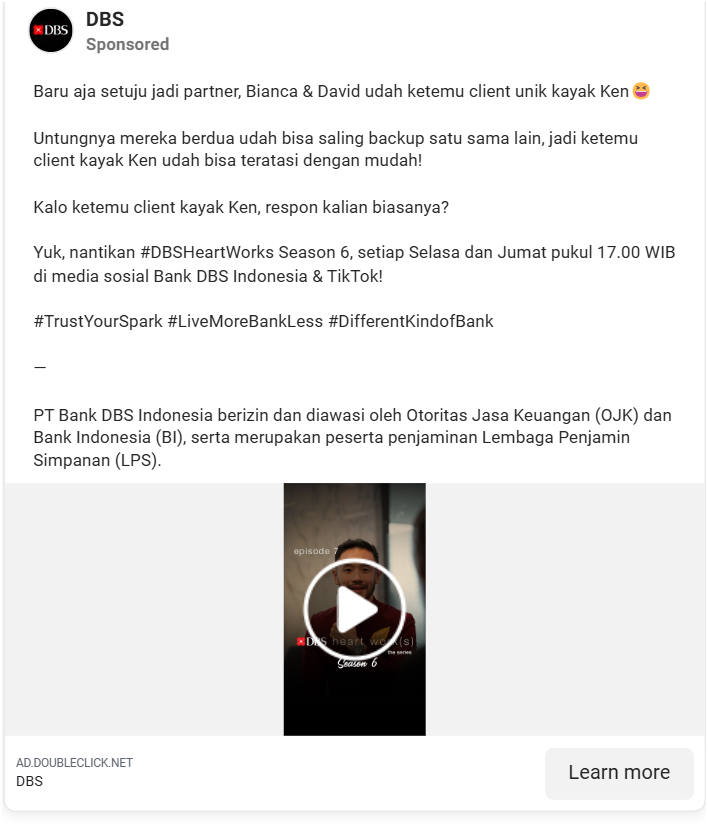 DBS
DBS
Sponsored
Baru aja setuju jadi partner, Bianca & David udah ketemu client unik kayak Ken😆
Untungnya mereka berdua udah bisa saling backup satu sama lain, jadi ketemu
client kayak Ken udah bisa teratasi dengan mudah!
Kalo ketemu client kayak Ken, respon kalian biasanya?
Yuk, nantikan #DBSHeartWorks Season 6, setiap Selasa dan Jumat pukul 17.00 WIB
di media sosial Bank DBS Indonesia & TikTok!
#TrustYourSpark #LiveMoreBankLess #DifferentKindofBank
—
PT Bank DBS Indonesia berizin dan diawasi oleh Otoritas Jasa Keuangan (OJK) dan
Bank Indonesia (BI), serta merupakan peserta penjaminan Lembaga Penjamin
Simpanan (LPS).
episode 7
DBS heart work(s)
the series
Season 6
AD.DOUBLECLICK.NET
DBS
Learn more